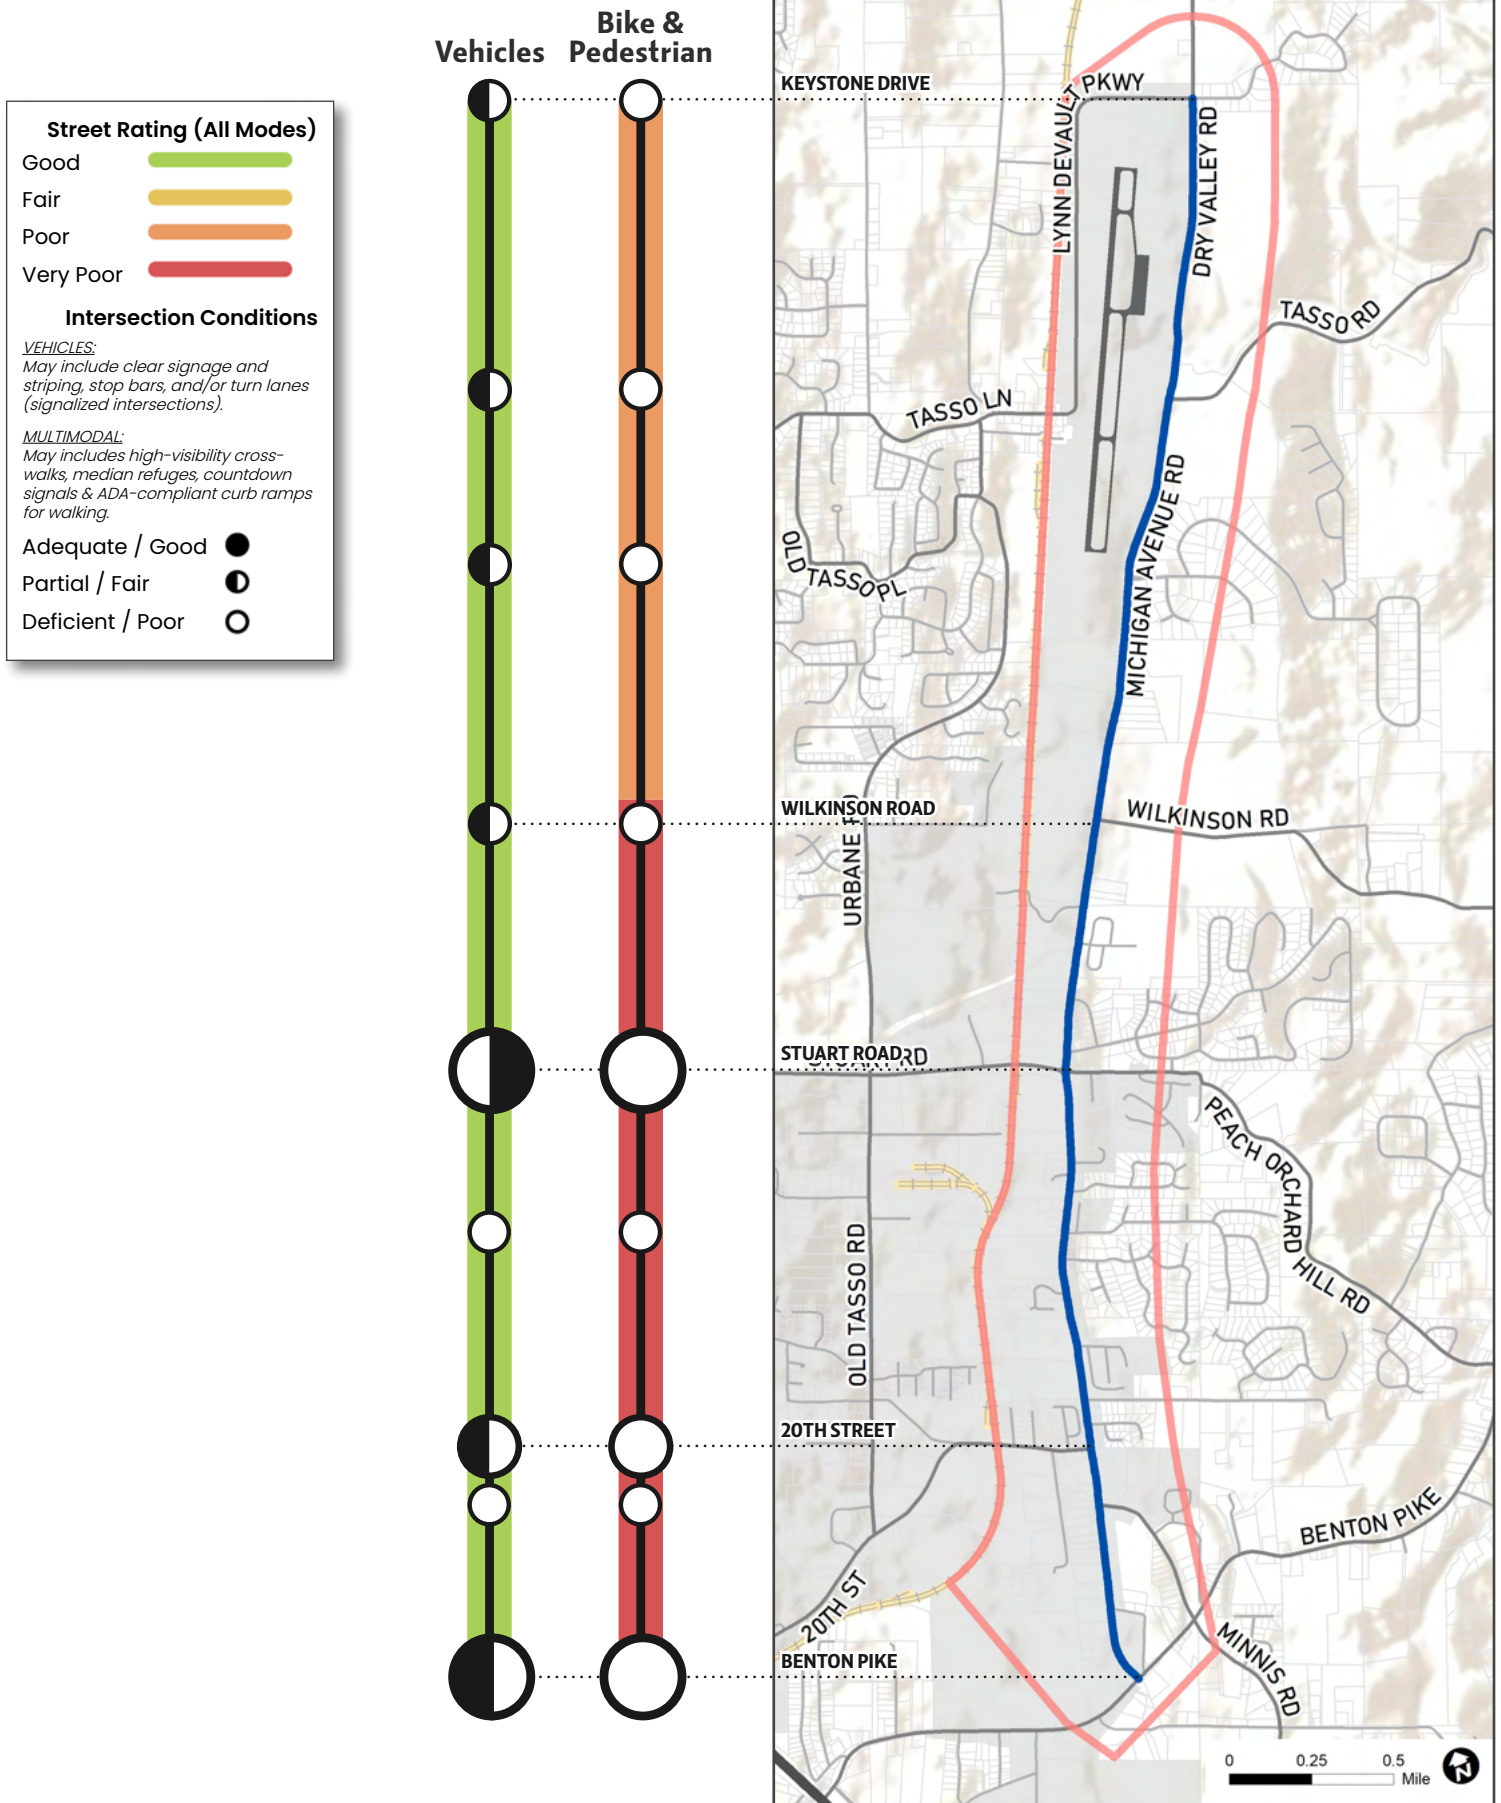 Vehicles
Bike &
Pedestrian
Street Rating (All Modes)
Good
Fair
Poor
Very Poor
Intersection Conditions
VEHICLES:
May include clear signage and
striping, stop bars, and/or turn lanes
(signalized intersections).
MULTIMODAL:
May includes high-visibility cross-
walks, median refuges, countdown
signals & ADA-compliant curb ramps
for walking.
Adequate / Good
Partial / Fair
Deficient / Poor
KEYSTONE DRIVE
LYNN DEVAULT PKWY
DRY VALLEY RD
TASSO RD
TASSO LN
MICHIGAN AVENUE RD
OLD TASSO PL
WILKINSON ROAD
WILKINSON RD
URBANE RD
STUART ROAD
STUART RD
PEACH ORCHARD HILL RD
OLD TASSO RD
20TH STREET
BENTON PIKE
20TH ST
BENTON PIKE
MINNIS RD
0 0.25 0.5
Mile
N